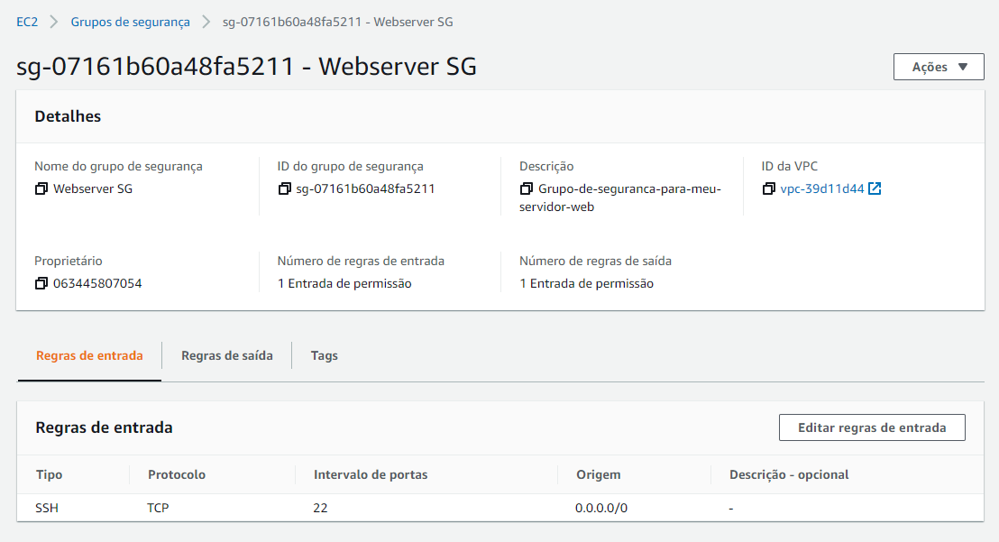 EC2 > Grupos de segurança > sg-07161b60a48fa5211 - Webserver SG
sg-07161b60a48fa5211 - Webserver SG
Ações
Detalhes
Nome do grupo de segurança
Webserver SG
ID do grupo de segurança
sg-07161b60a48fa5211
Descrição
Grupo-de-seguranca-para-meu-
servidor-web
ID da VPC
vpc-39d11d44
Proprietário
063445807054
Número de regras de entrada
1 Entrada de permissão
Número de regras de saída
1 Entrada de permissão
Regras de entrada
Regras de saída
Tags
Regras de entrada
Editar regras de entrada
Tipo Protocolo Intervalo de portas Origem Descrição - opcional
SSH TCP 22 0.0.0.0/0 -